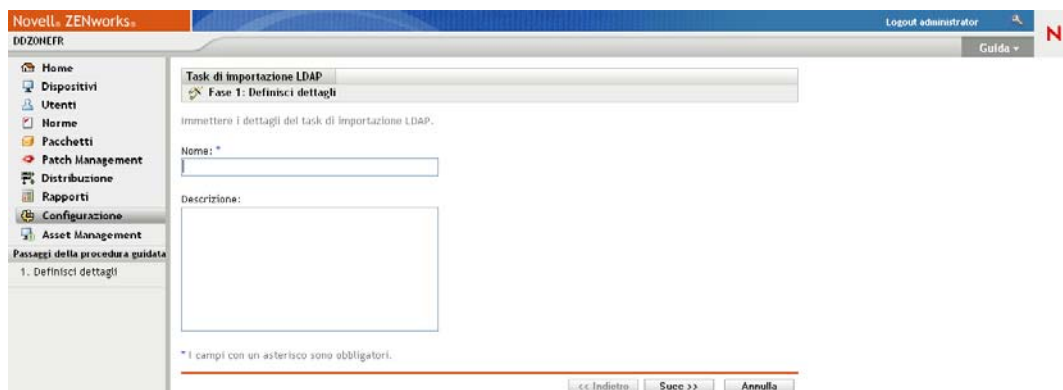 Novell® ZENworks®
Logout administrator
N
DDZONEFR
Guida
Home
Dispositivi
Utenti
Norme
Pacchetti
Patch Management
Distribuzione
Rapporti
Configurazione
Asset Management
Passaggi della procedura guidata
1. Definisci dettagli
Task di importazione LDAP
Fase 1: Definisci dettagli
Immettere i dettagli del task di importazione LDAP.
Nome: *
Descrizione:
* I campi con un asterisco sono obbligatori.
<< Indietro
Succ >>
Annulla